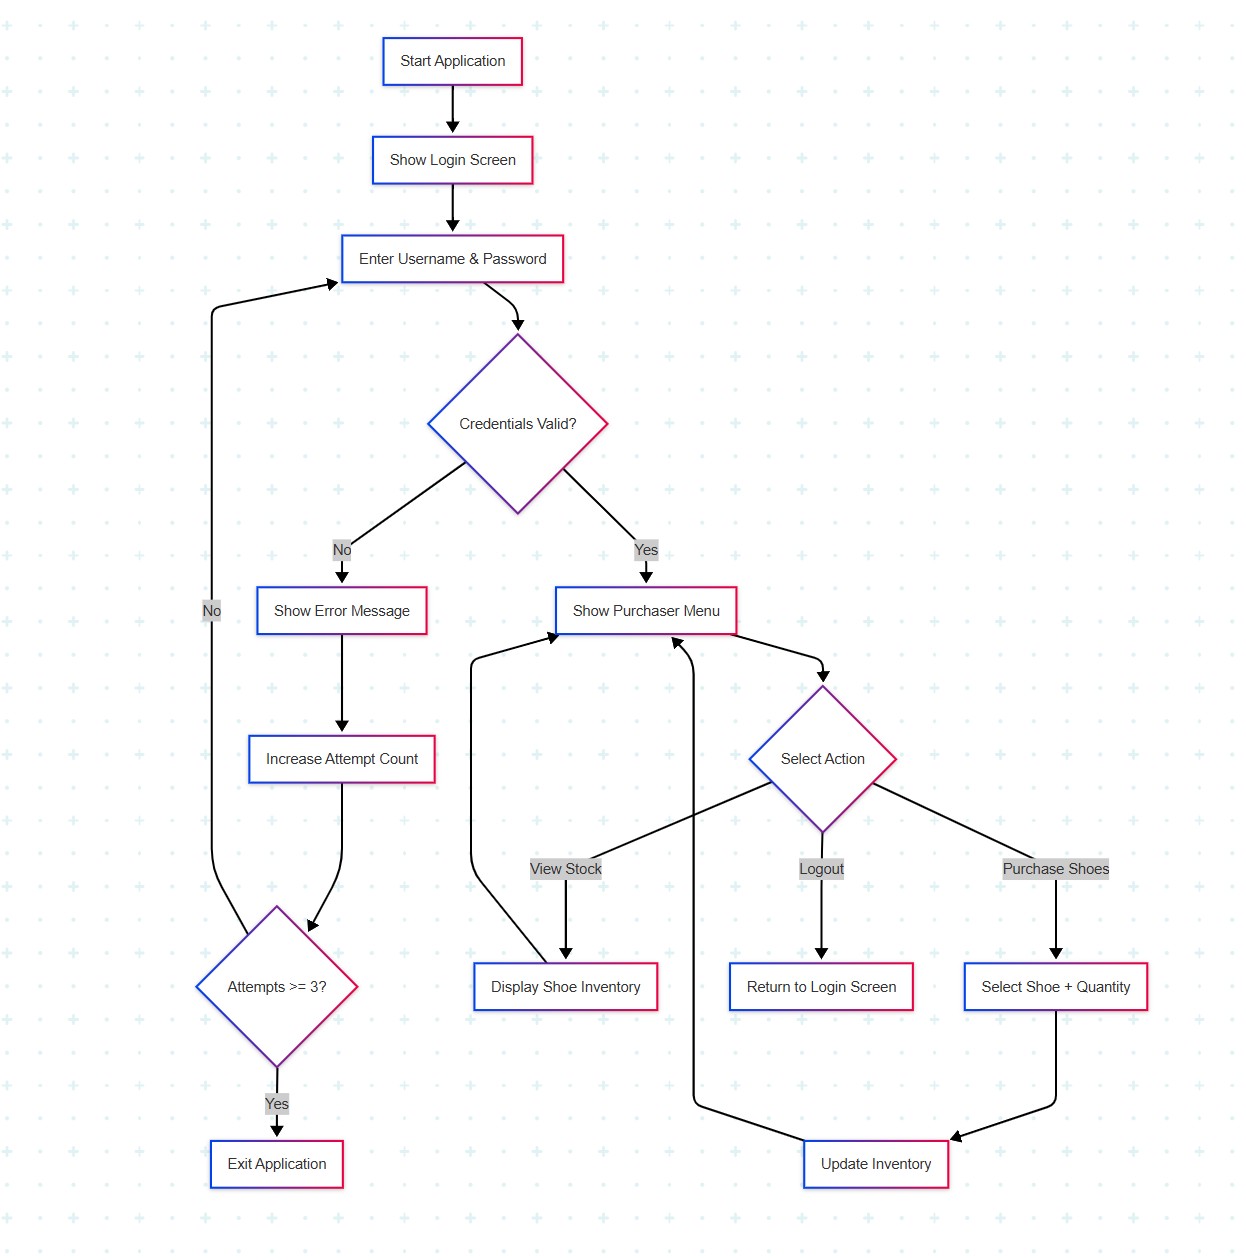 Start Application
Show Login Screen
Enter Username & Password
Credentials Valid?
No
Yes
No
Show Error Message
Show Purchaser Menu
Increase Attempt Count
Select Action
View Stock
Logout
Purchase Shoes
Attempts >= 3?
Display Shoe Inventory
Return to Login Screen
Select Shoe + Quantity
Yes
Exit Application
Update Inventory